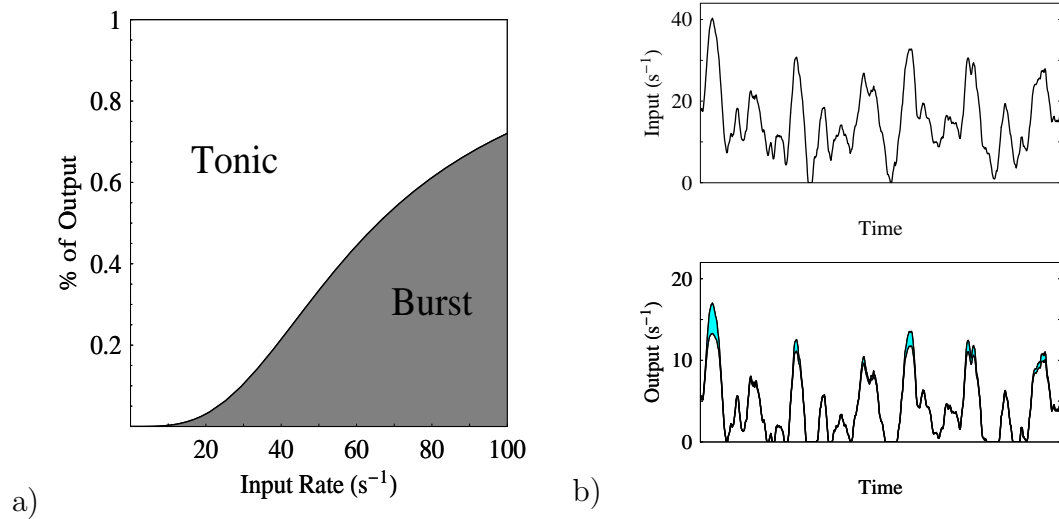 1
0.8
0.6
0.4
0.2
% of Output
Tonic
Burst
20 40 60 80 100
Input Rate (s⁻¹)
a)
40
20
0
Input (s⁻¹)
Time
20
10
0
Output (s⁻¹)
Time
b)